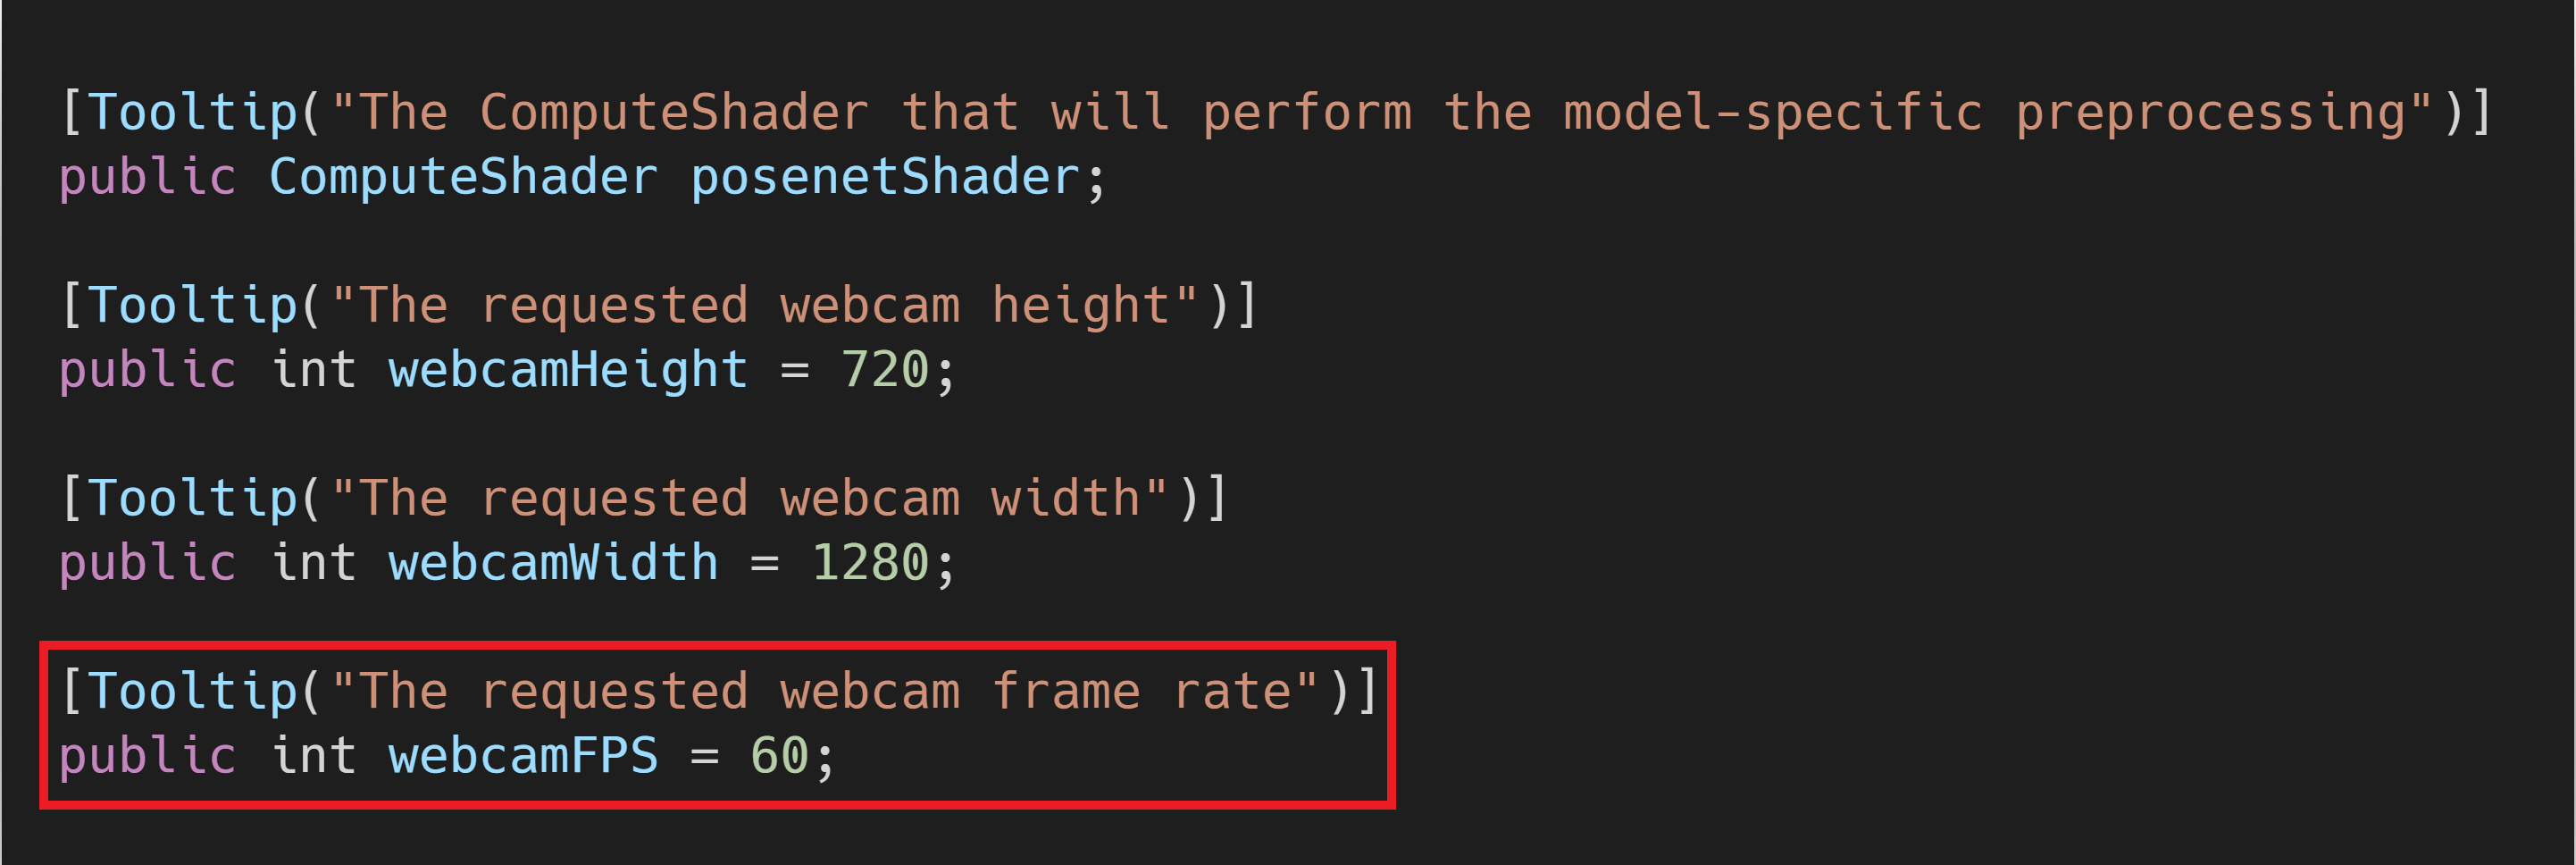 [Tooltip("The ComputeShader that will perform the model-specific preprocessing")]
public ComputeShader posenetShader;
[Tooltip("The requested webcam height")]
public int webcamHeight = 720;
[Tooltip("The requested webcam width")]
public int webcamWidth = 1280;
[Tooltip("The requested webcam frame rate")]
public int webcamFPS = 60;